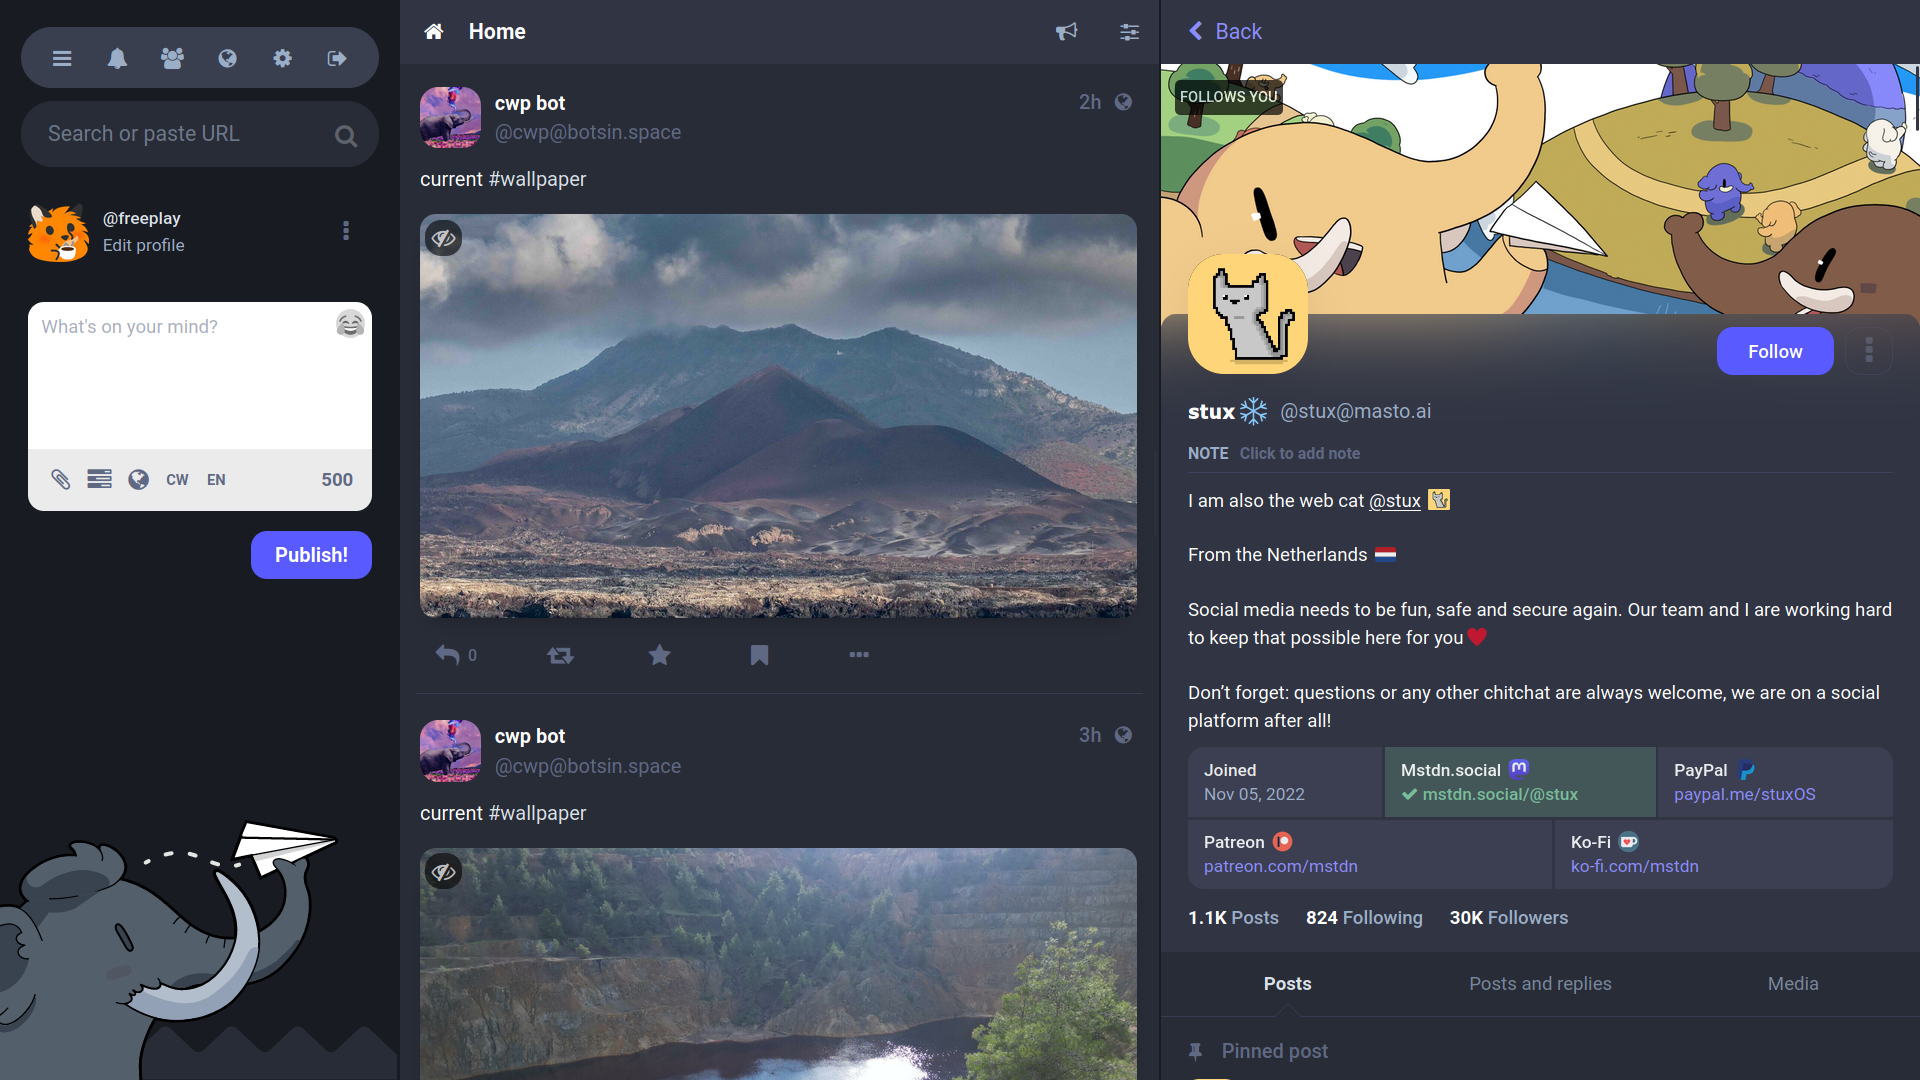 Search or paste URL
@freeplay
Edit profile
What's on your mind?
CW EN 500
Publish!
Home
cwp bot 2h
@cwp@botsin.space
current #wallpaper
0
cwp bot 3h
@cwp@botsin.space
current #wallpaper
Back
FOLLOWS YOU
Follow
stux @stux@masto.ai
NOTE Click to add note
I am also the web cat @stux
From the Netherlands
Social media needs to be fun, safe and secure again. Our team and I are working hard
to keep that possible here for you
Don’t forget: questions or any other chitchat are always welcome, we are on a social
platform after all!
Joined
Nov 05, 2022
Mstdn.social
mstdn.social/@stux
PayPal
paypal.me/stuxOS
Patreon
patreon.com/mstdn
Ko-Fi
ko-fi.com/mstdn
1.1K Posts 824 Following 30K Followers
Posts Posts and replies Media
Pinned post